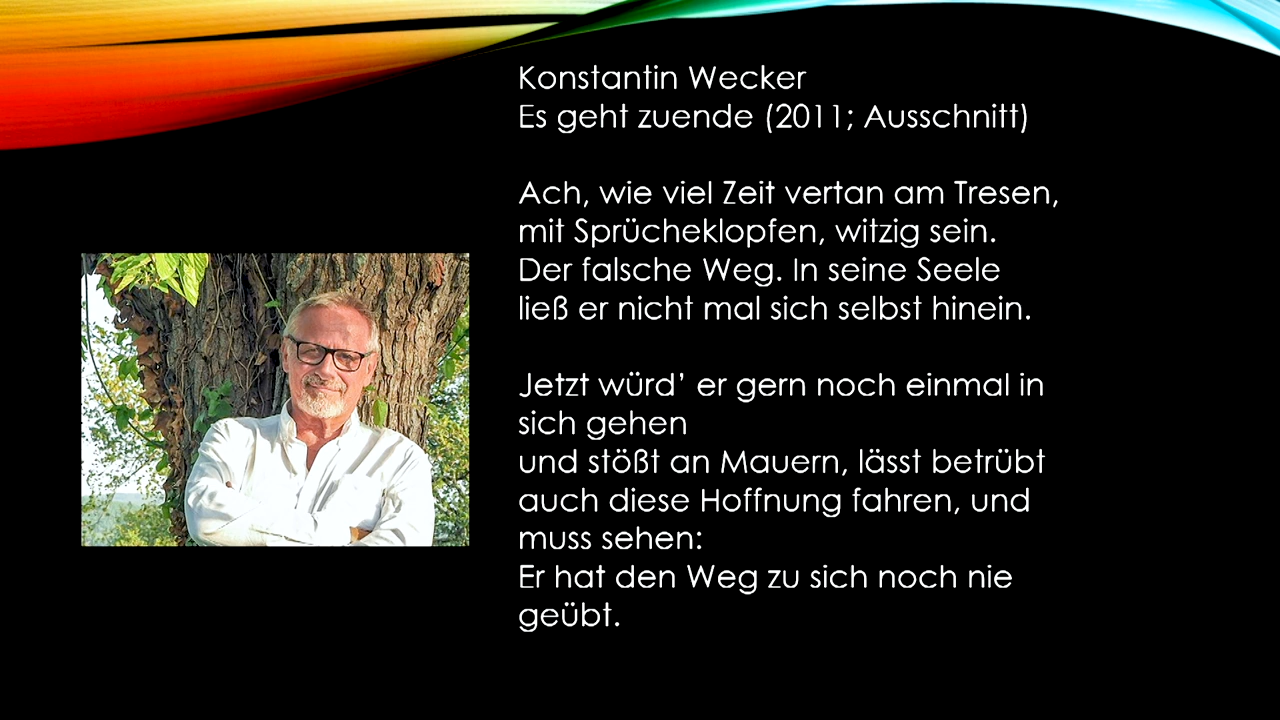 Konstantin Wecker
Es geht zuende (2011; Ausschnitt)
Ach, wie viel Zeit vertan am Tresen,
mit Sprücheklopfen, witzig sein.
Der falsche Weg. In seine Seele
ließ er nicht mal sich selbst hinein.
Jetzt würd’ er gern noch einmal in
sich gehen
und stößt an Mauern, lässt betrübt
auch diese Hoffnung fahren, und
muss sehen:
Er hat den Weg zu sich noch nie
geübt.